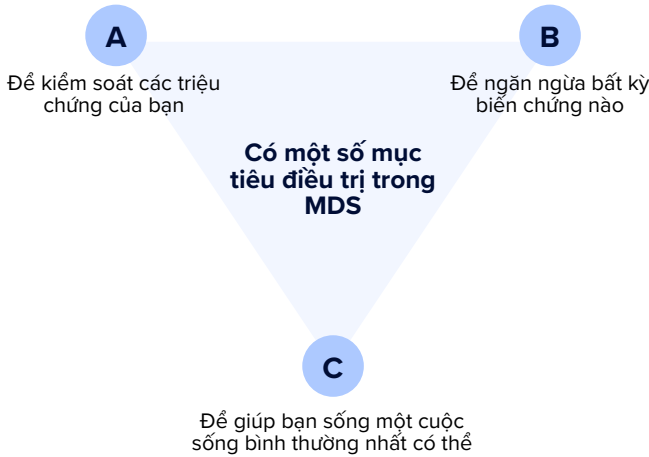 A
Để kiểm soát các triệu
chứng của bạn
B
Để ngăn ngừa bất kỳ
biến chứng nào
Có một số mục
tiêu điều trị trong
MDS
C
Để giúp bạn sống một cuộc
sống bình thường nhất có thể